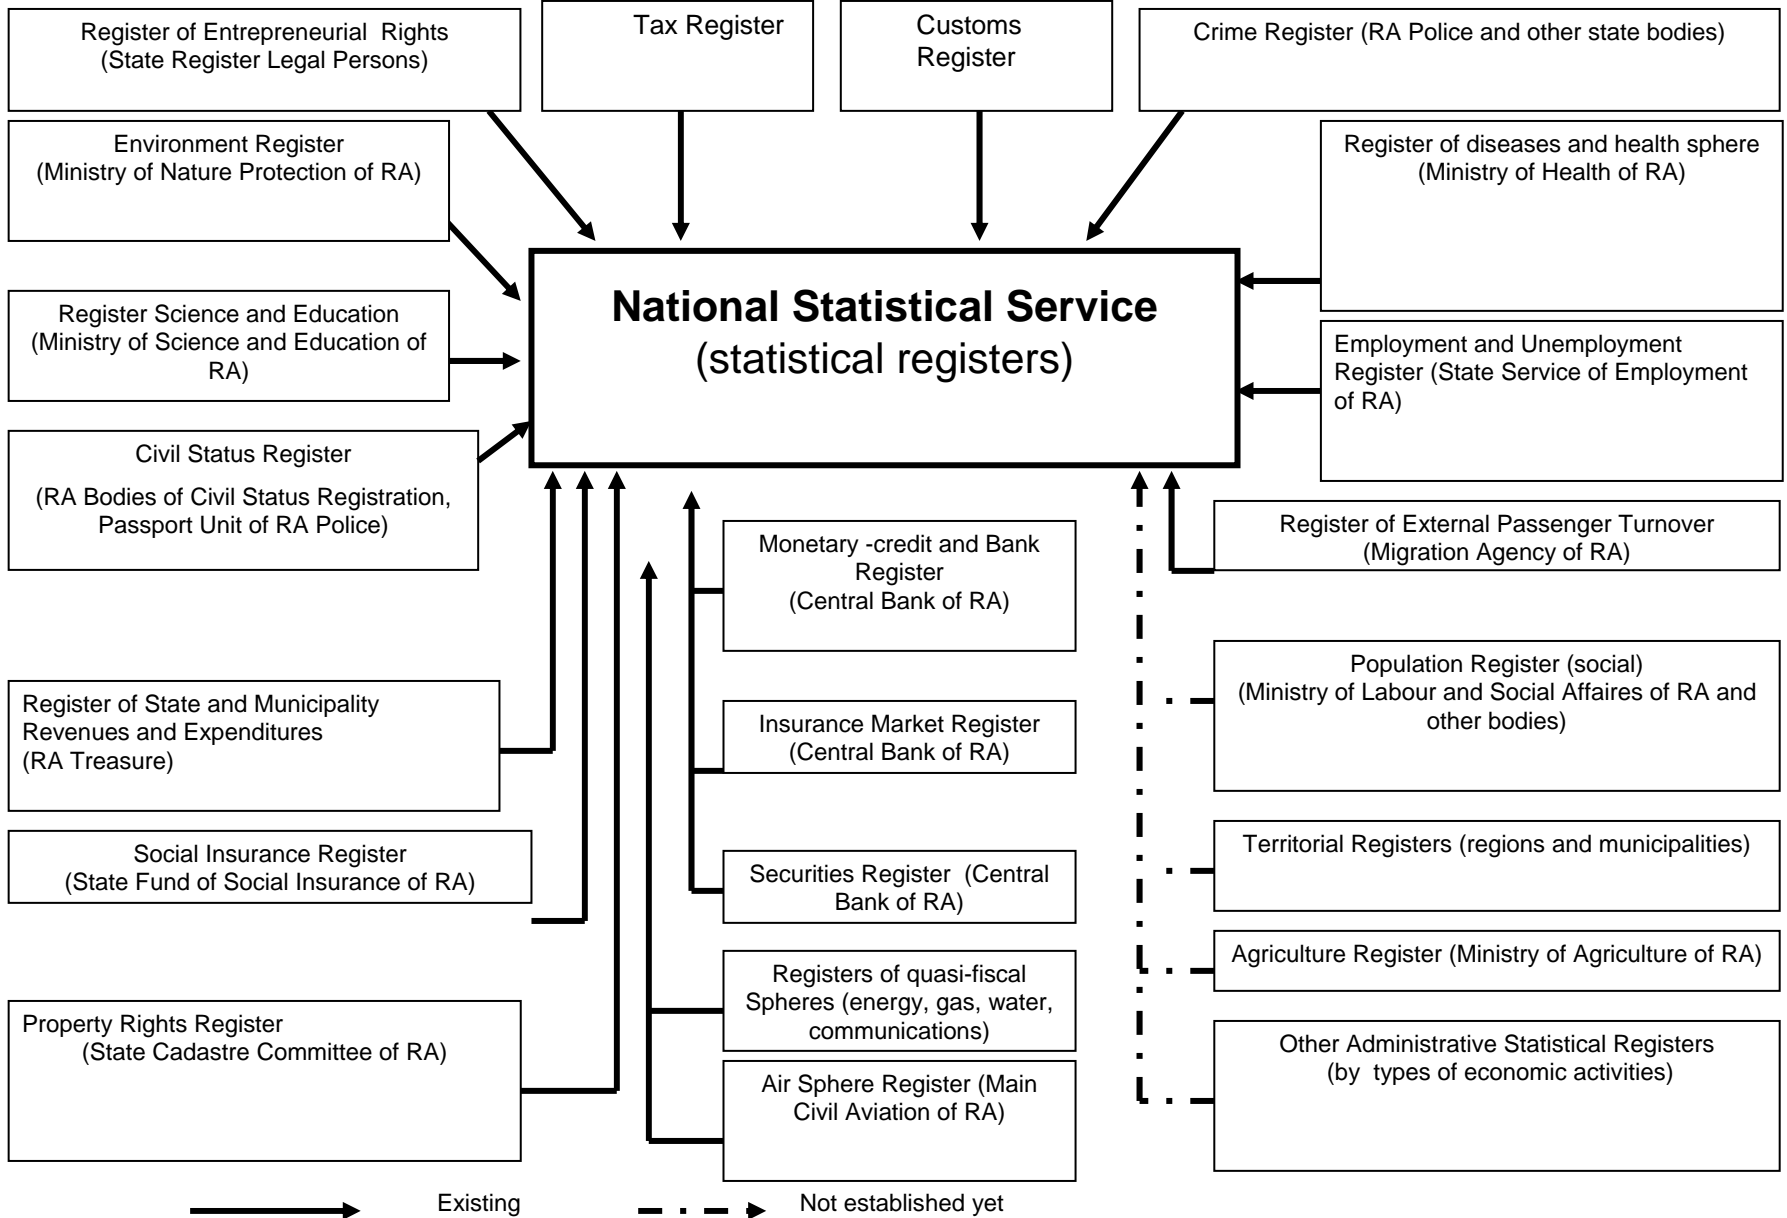 Register of Entrepreneurial Rights
(State Register Legal Persons)
Tax Register
Customs
Register
Crime Register (RA Police and other state bodies)
Environment Register
(Ministry of Nature Protection of RA)
Register of diseases and health sphere
(Ministry of Health of RA)
National Statistical Service
(statistical registers)
Register Science and Education
(Ministry of Science and Education of
RA)
Employment and Unemployment
Register (State Service of Employment
of RA)
Civil Status Register
(RA Bodies of Civil Status Registration,
Passport Unit of RA Police)
Monetary -credit and Bank
Register
(Central Bank of RA)
Register of External Passenger Turnover
(Migration Agency of RA)
Register of State and Municipality
Revenues and Expenditures
(RA Treasure)
Insurance Market Register
(Central Bank of RA)
Population Register (social)
(Ministry of Labour and Social Affaires of RA and
other bodies)
Social Insurance Register
(State Fund of Social Insurance of RA)
Securities Register (Central
Bank of RA)
Territorial Registers (regions and municipalities)
Registers of quasi-fiscal
Spheres (energy, gas, water,
communications)
Agriculture Register (Ministry of Agriculture of RA)
Property Rights Register
(State Cadastre Committee of RA)
Air Sphere Register (Main
Civil Aviation of RA)
Other Administrative Statistical Registers
(by types of economic activities)
Existing
Not established yet